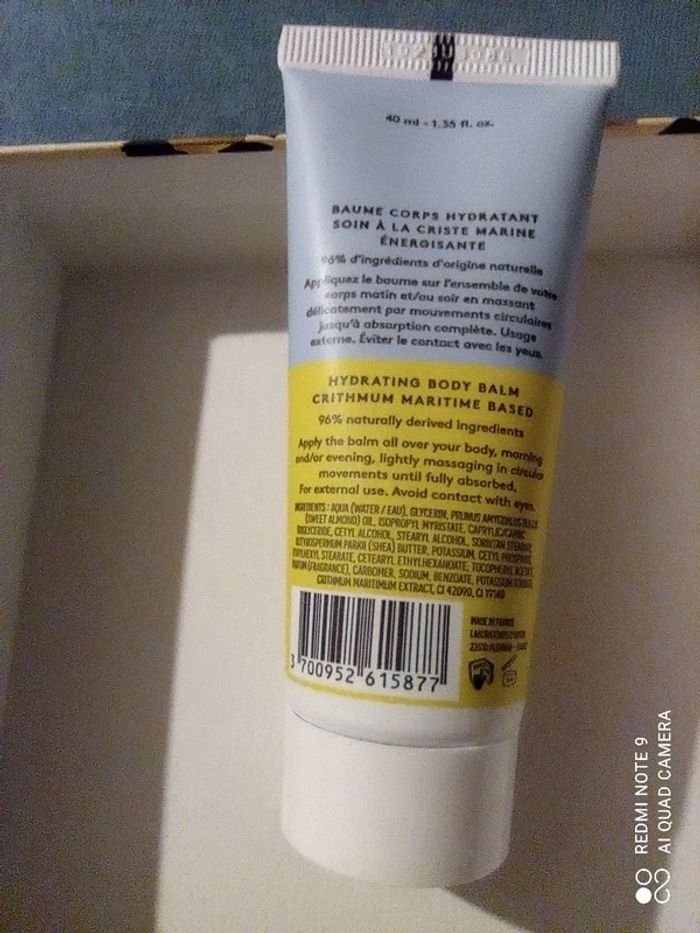 40 ml - 1.35 fl. oz.
BAUME CORPS HYDRATANT
SOIN À LA CRISTE MARINE
ÉNERGISANTE
96% d'ingrédients d'origine naturelle
Appliquez le baume sur l'ensemble de votre
corps matin et/ou soir en massant
délicatement par mouvements circulaires
jusqu'à absorption complète. Usage
externe. Éviter le contact avec les yeux.
HYDRATING BODY BALM
CRITHMUM MARITIME BASED
96% naturally derived ingredients
Apply the balm all over your body, morning
and/or evening, lightly massaging in circular
movements until fully absorbed.
For external use. Avoid contact with eyes.
INGREDIENTS : AQUA (WATER / EAU), GLYCERIN, PRUNUS AMYGDALUS DULCIS
(SWEET ALMOND) OIL, ISOPROPYL MYRISTATE, CAPRYLIC/CAPRIC
TRIGLYCERIDE, CETYL ALCOHOL, STEARYL ALCOHOL, SORBITAN STEARATE,
BUTYROSPERMUM PARKII (SHEA) BUTTER, POTASSIUM, CETYL PHOSPHATE,
ETHYLHEXYL STEARATE, CETEARYL ETHYLHEXANOATE, TOCOPHERYL ACETATE,
PARFUM (FRAGRANCE), CARBOMER, SODIUM, BENZOATE, POTASSIUM SORBATE,
CRITHMUM MARITIMUM EXTRACT, CI 42090, CI 19140
MADE IN FRANCE
LABORATOIRES
22610 - 
3 700952 615877
REDMI NOTE 9
AI QUAD CAMERA